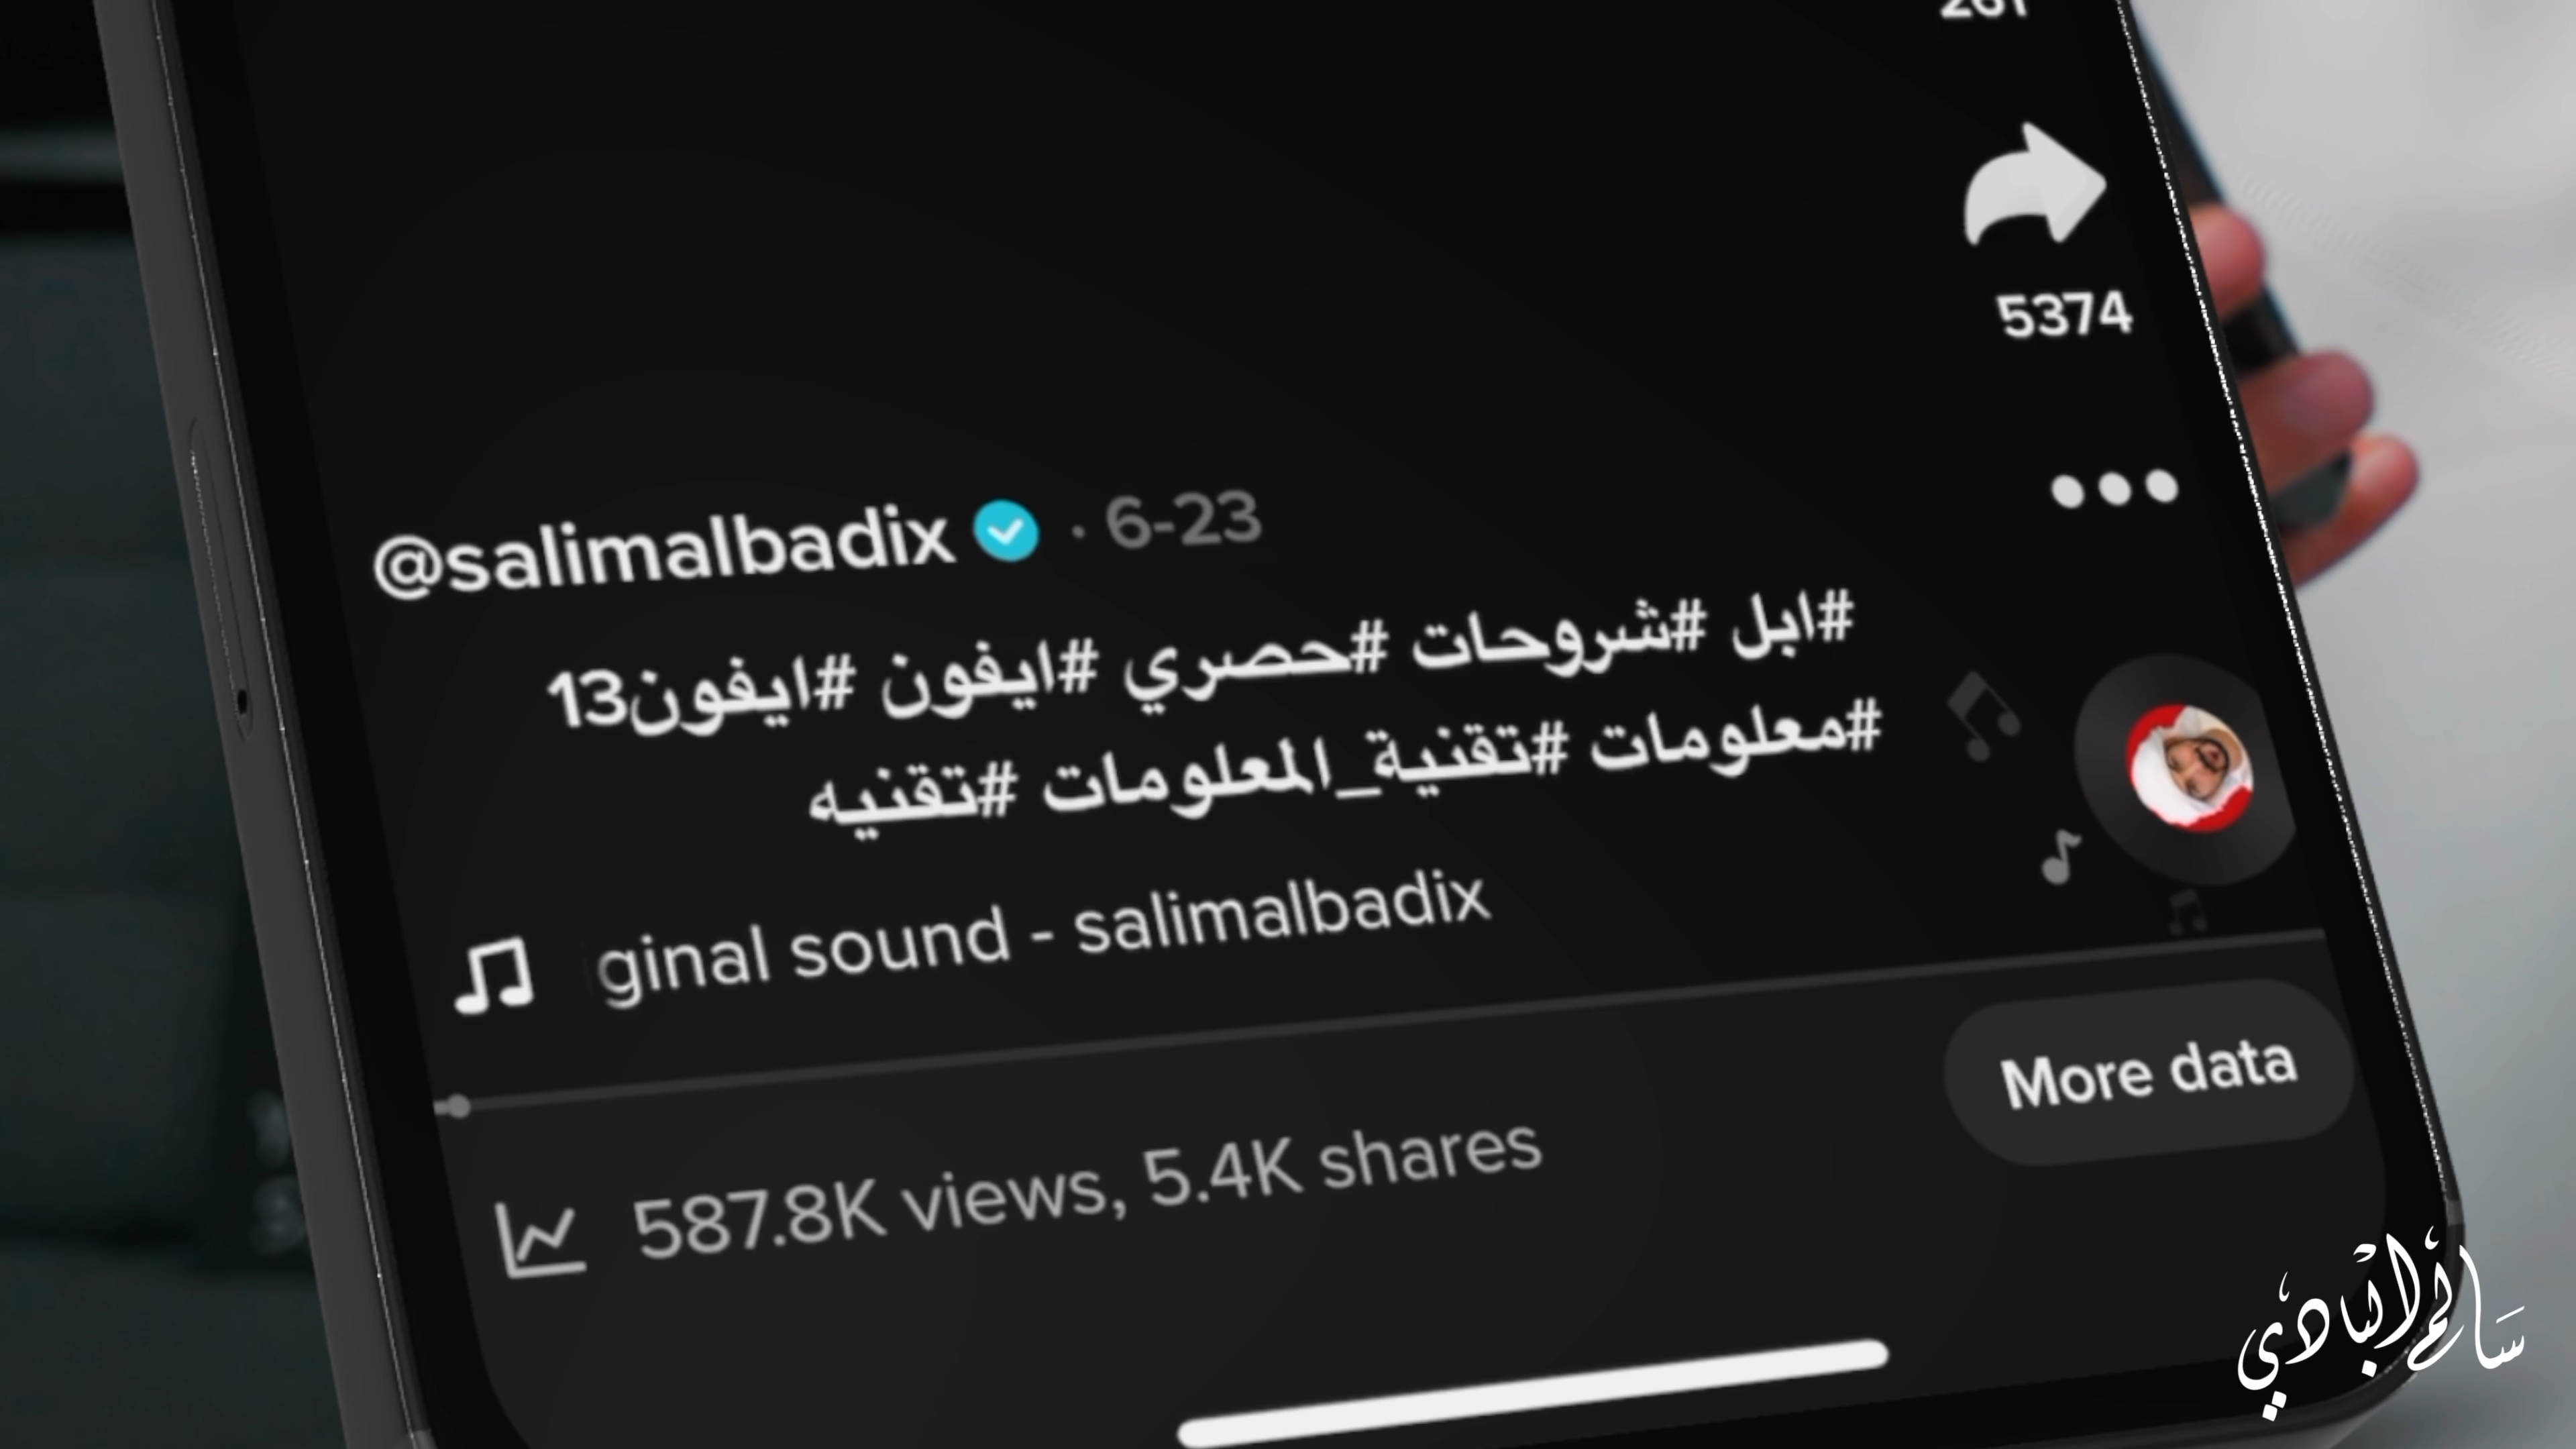 5374
@salimalbadix · 6-23
#ابل #شروحات #حصري #ايفون #ايفون13
#معلومات #تقنية_المعلومات #تقنيه
ginal sound - salimalbadix
More data
587.8K views, 5.4K shares
سالم البادي